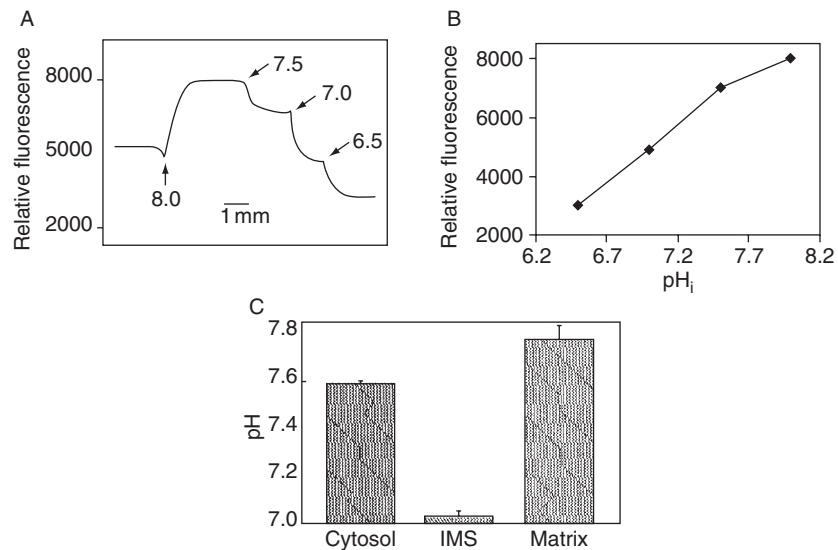 A
Relative fluorescence
8000
5000
2000
8.0
7.5
7.0
6.5
1 mm
B
Relative fluorescence
8000
6000
4000
2000
6.2 6.7 7.2 7.7 8.2
pHi
C
pH
7.8
7.6
7.4
7.2
7.0
Cytosol IMS Matrix